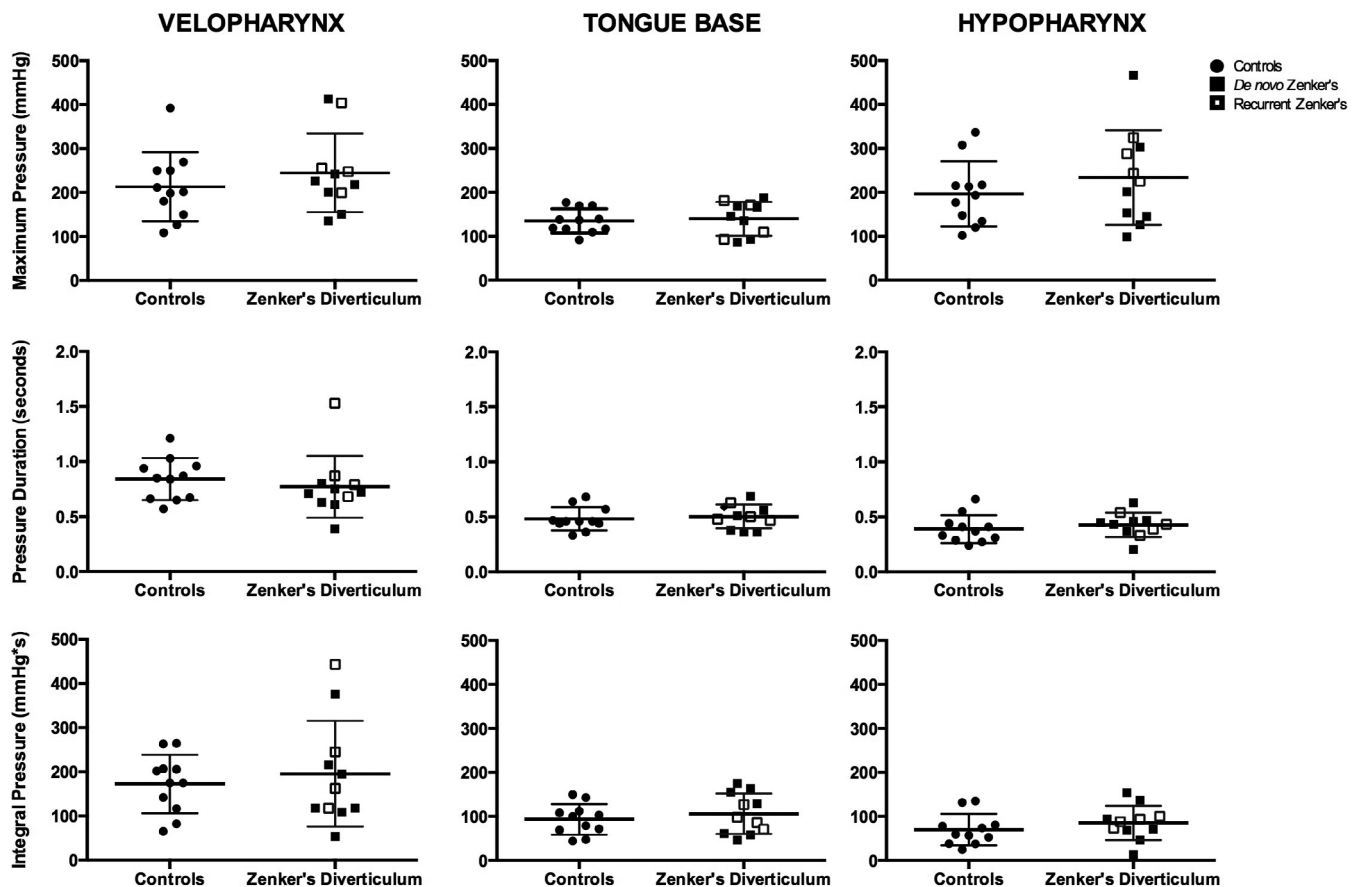 VELOPHARYNX
TONGUE BASE
HYPOPHARYNX
Controls
De novo Zenker's
Recurrent Zenker's
Maximum Pressure (mmHg)
500
400
300
200
100
0
Controls
Zenker's Diverticulum
500
400
300
200
100
0
Controls
Zenker's Diverticulum
500
400
300
200
100
0
Controls
Zenker's Diverticulum
Pressure Duration (seconds)
2.0
1.5
1.0
0.5
0.0
Controls
Zenker's Diverticulum
2.0
1.5
1.0
0.5
0.0
Controls
Zenker's Diverticulum
2.0
1.5
1.0
0.5
0.0
Controls
Zenker's Diverticulum
Integral Pressure (mmHg*s)
500
400
300
200
100
0
Controls
Zenker's Diverticulum
500
400
300
200
100
0
Controls
Zenker's Diverticulum
500
400
300
200
100
0
Controls
Zenker's Diverticulum